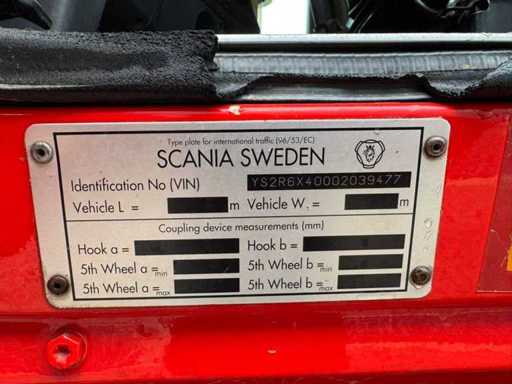 Type plate for international traffic (96/53/EC)
SCANIA SWEDEN
Identification No (VIN) YS2R6X40002039477
Vehicle L = m Vehicle W. = m
Coupling device measurements (mm)
Hook a = Hook b =
5th Wheel a min = 5th Wheel b min =
5th Wheel a max = 5th Wheel b max =